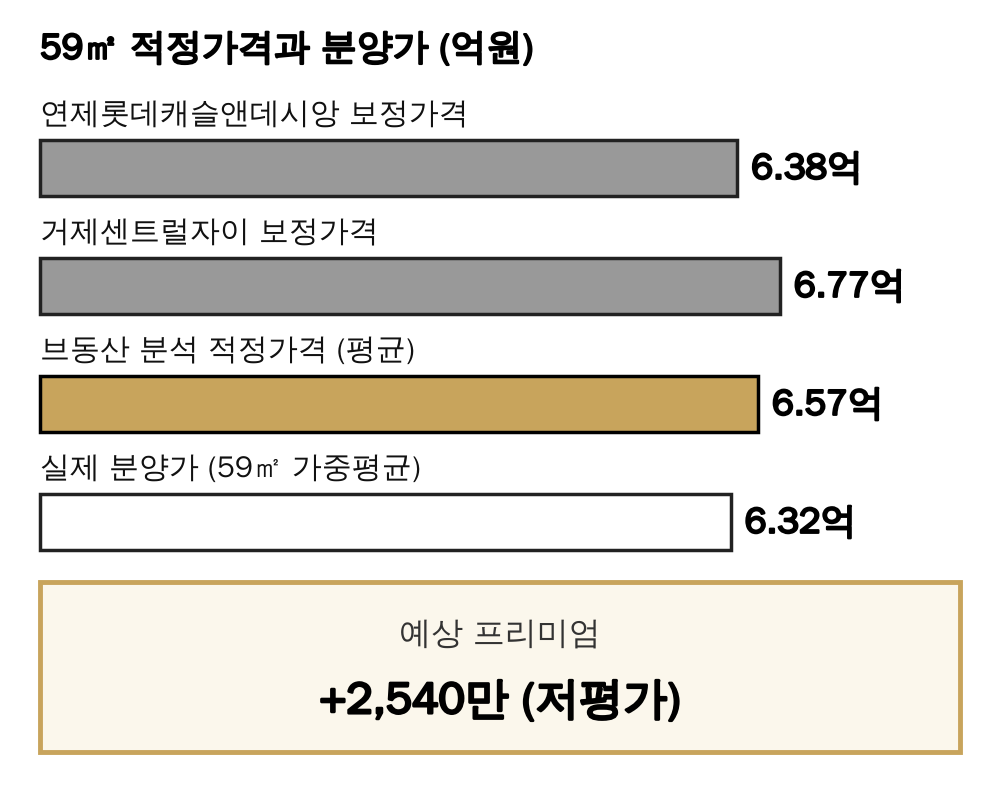 59㎡ 적정가격과 분양가 (억원)
연제롯데캐슬앤데시앙 보정가격
6.38억
거제센트럴자이 보정가격
6.77억
브동산 분석 적정가격 (평균)
6.57억
실제 분양가 (59㎡ 가중평균)
6.32억
예상 프리미엄
+2,540만 (저평가)